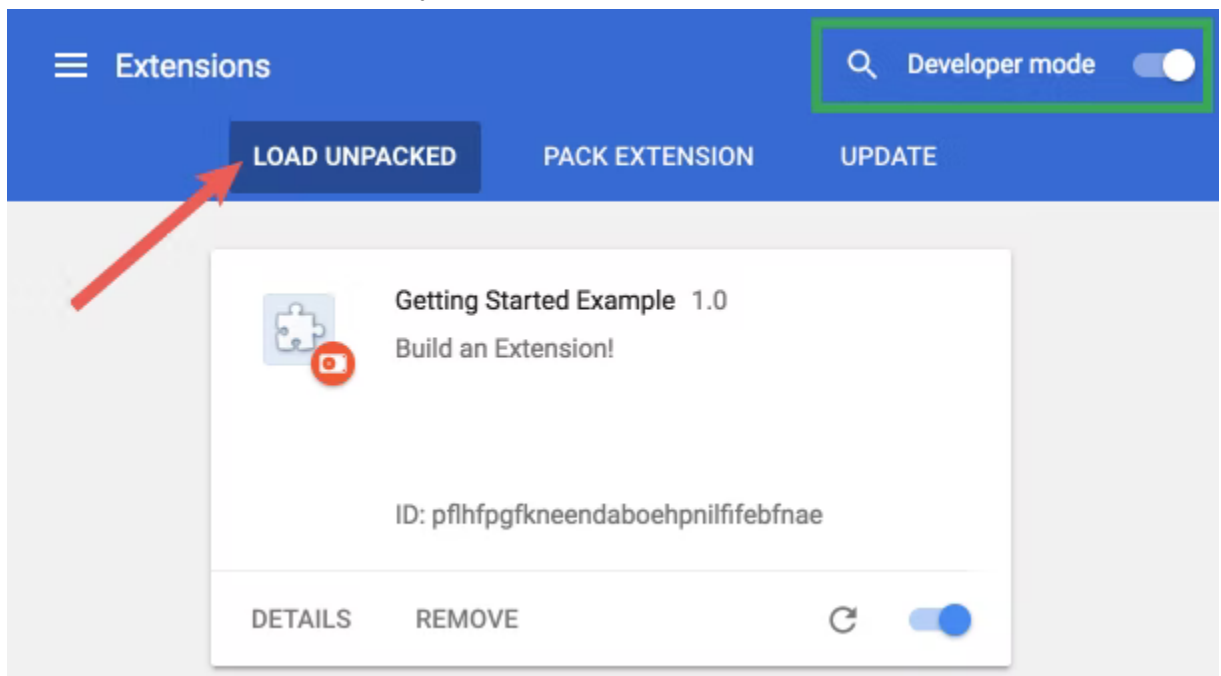 Extensions
Developer mode
LOAD UNPACKED
PACK EXTENSION
UPDATE
Getting Started Example 1.0
Build an Extension!
ID: pflhfpgfkneendaboehpnilfifebfnae
DETAILS
REMOVE